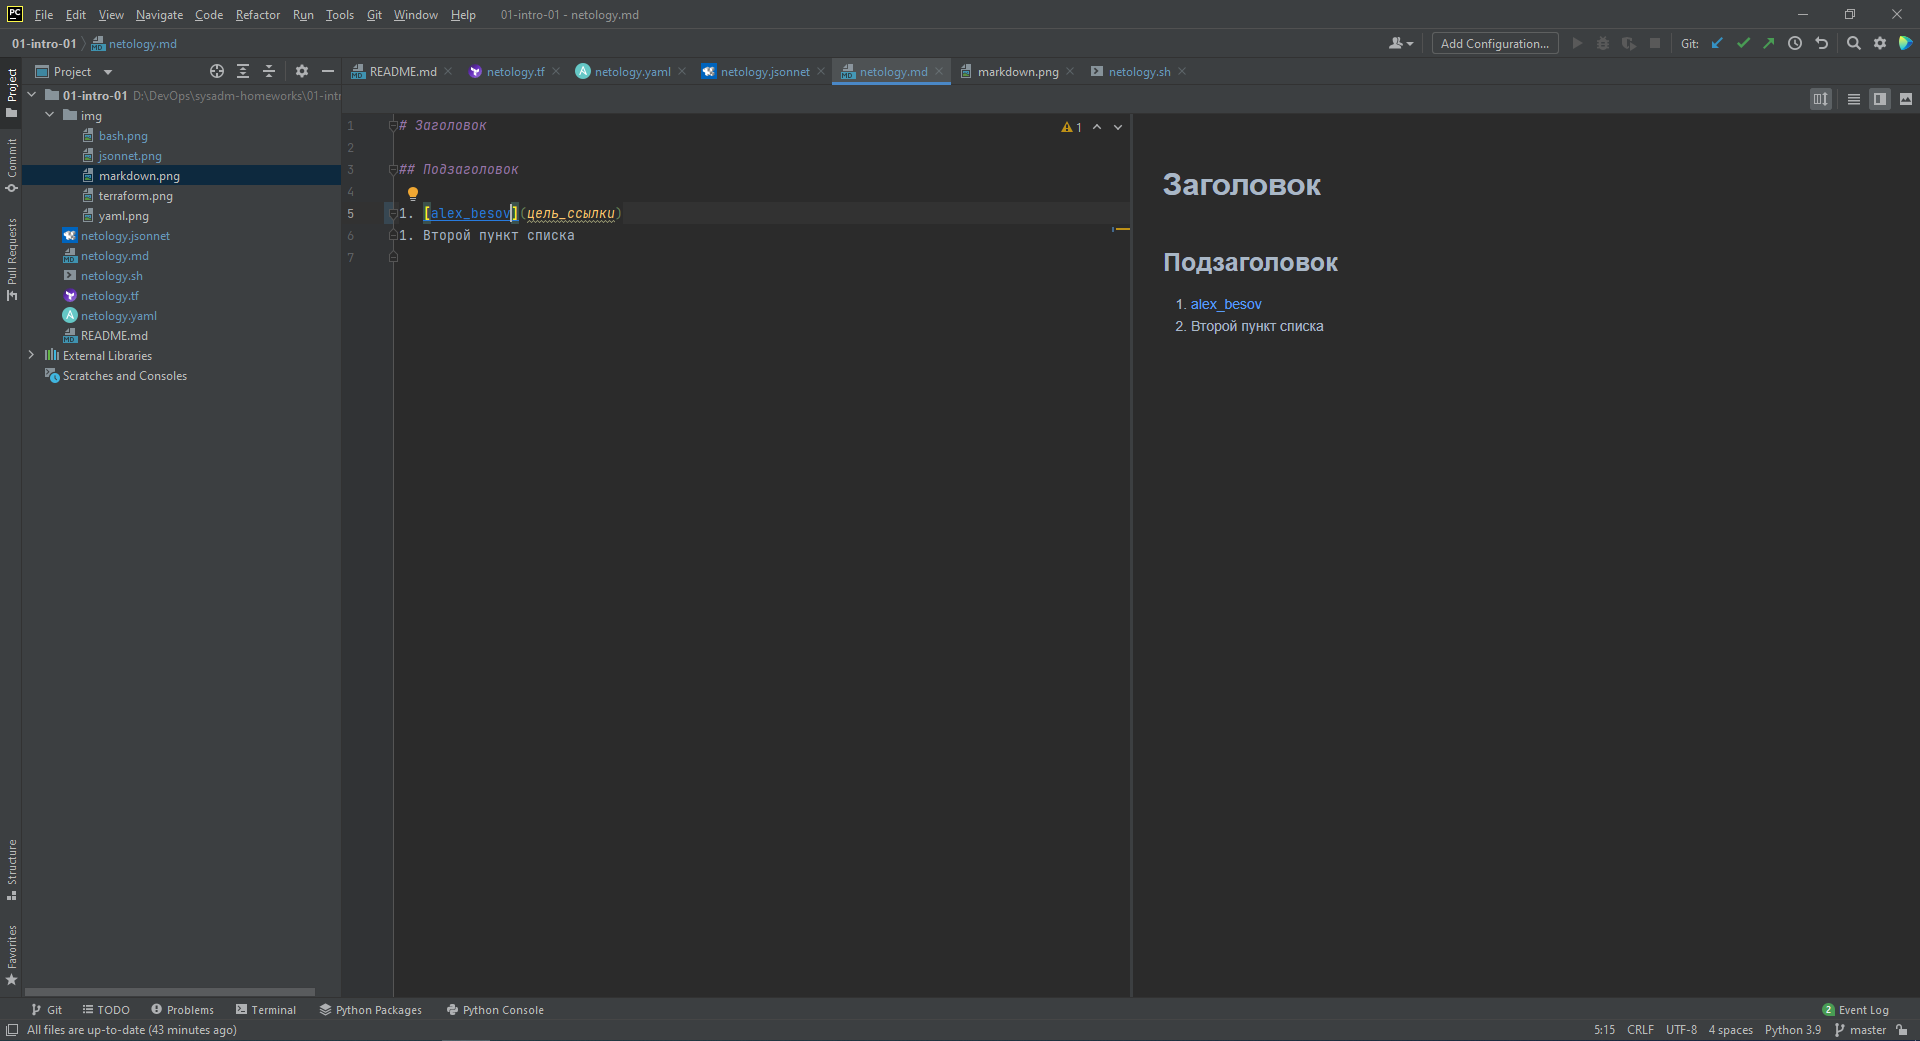 PC File Edit View Navigate Code Refactor Run Tools Git Window Help 01-intro-01 - netology.md
01-intro-01 netology.md Add Configuration... Git:
Project README.md netology.tf netology.yaml netology.jsonnet netology.md markdown.png netology.sh
Project
Commit
Pull Requests
Structure
Favorites
01-intro-01 D:\DevOps\sysadm-homeworks\01-intr
img
bash.png
jsonnet.png
markdown.png
terraform.png
yaml.png
netology.jsonnet
netology.md
netology.sh
netology.tf
netology.yaml
README.md
External Libraries
Scratches and Consoles
1 # Заголовок
2
3 ## Подзаголовок
4
5 1. [alex_besov](цель_ссылки)
6 1. Второй пункт списка
7
1
Заголовок
Подзаголовок
1. alex_besov
2. Второй пункт списка
Git TODO Problems Terminal Python Packages Python Console 2 Event Log
All files are up-to-date (43 minutes ago) 5:15 CRLF UTF-8 4 spaces Python 3.9 master